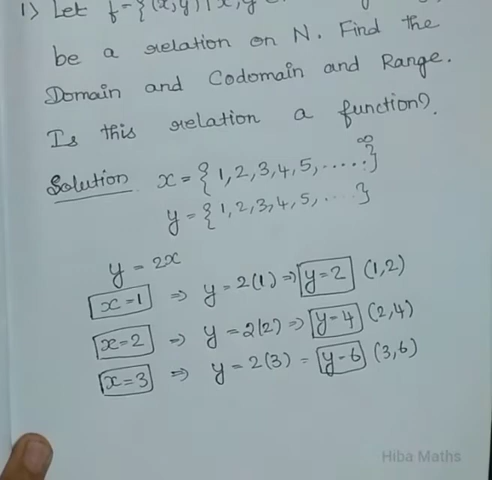 1) Let f = {(x,y) | x, y
be a relation on N. Find the
Domain and Codomain and Range.
Is this relation a function?.
Solution x = {1, 2, 3, 4, 5, ..... ∞}
y = {1, 2, 3, 4, 5, .... }
y = 2x
x = 1 ⇒ y = 2(1) ⇒ y = 2 (1,2)
x = 2 ⇒ y = 2(2) ⇒ y = 4 (2,4)
x = 3 ⇒ y = 2(3) = y - 6 (3,6)
Hiba Maths